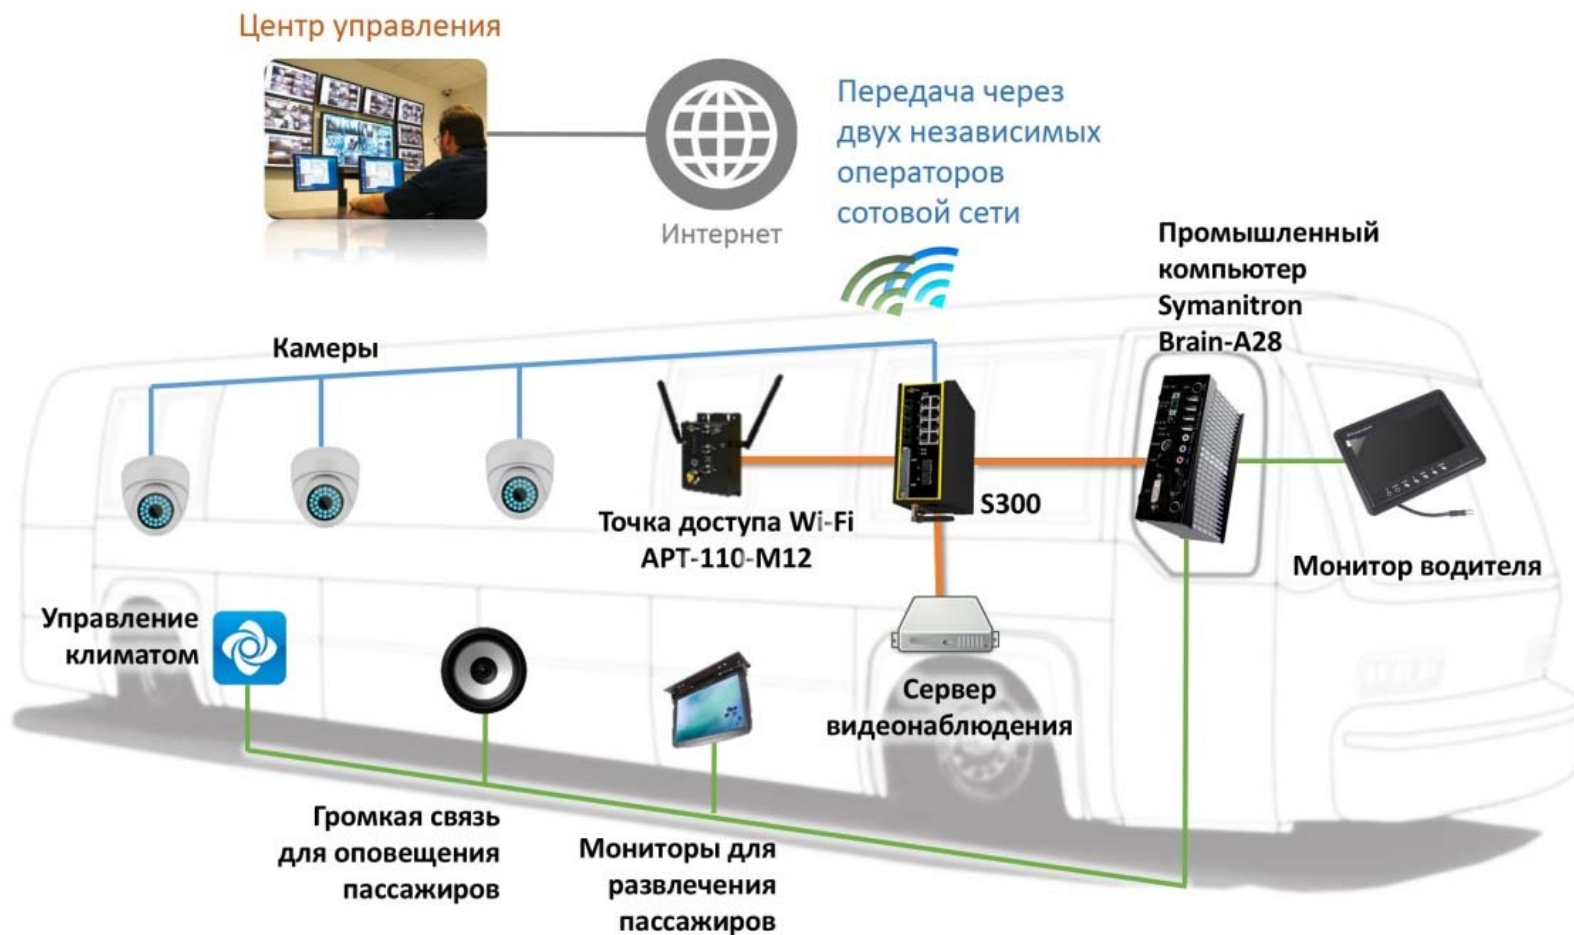 Центр управления
Интернет
Передача через
двух независимых
операторов
сотовой сети
Промышленный
компьютер
Symanitron
Brain-A28
Камеры
S300
Точка доступа Wi-Fi
APT-110-M12
Монитор водителя
Управление
климатом
Сервер
видеонаблюдения
Громкая связь
для оповещения
пассажиров
Мониторы для
развлечения
пассажиров